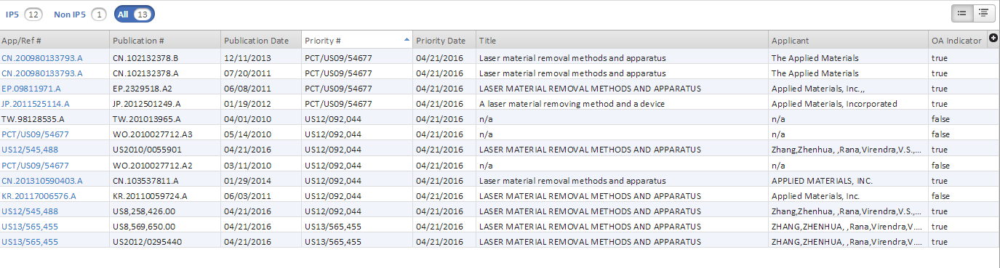 IP5 12 Non IP5 1 All 13
App/Ref # Publication # Publication Date Priority # Priority Date Title Applicant OA Indicator
CN.200980133793.A CN.102132378.B 12/11/2013 PCT/US09/54677 04/21/2016 Laser material removal methods and apparatus The Applied Materials true
CN.200980133793.A CN.102132378.A 07/20/2011 PCT/US09/54677 04/21/2016 Laser material removal methods and apparatus The Applied Materials true
EP.09811971.A EP.2329518.A2 06/08/2011 PCT/US09/54677 04/21/2016 LASER MATERIAL REMOVAL METHODS AND APPARATUS Applied Materials, Inc.,, true
JP.2011525114.A JP.2012501249.A 01/19/2012 PCT/US09/54677 04/21/2016 A laser material removing method and a device Applied Materials, Incorporated true
TW.98128535.A TW.201013965.A 04/01/2010 US12/092,044 04/21/2016 n/a n/a false
PCT/US09/54677 WO.2010027712.A3 05/14/2010 US12/092,044 04/21/2016 n/a n/a false
US12/545,488 US2010/0055901 04/21/2016 US12/092,044 04/21/2016 LASER MATERIAL REMOVAL METHODS AND APPARATUS Zhang,Zhenhua, ,Rana,Virendra,V.S.,... true
PCT/US09/54677 WO.2010027712.A2 03/11/2010 US12/092,044 04/21/2016 n/a n/a false
CN.201310590403.A CN.103537811.A 01/29/2014 US12/092,044 04/21/2016 Laser material removal methods and apparatus APPLIED MATERIALS, INC. true
KR.20117006576.A KR.20110059724.A 06/03/2011 US12/092,044 04/21/2016 LASER MATERIAL REMOVAL METHODS AND APPARATUS Applied Materials, Inc. false
US12/545,488 US8,258,426.00 04/21/2016 US12/092,044 04/21/2016 LASER MATERIAL REMOVAL METHODS AND APPARATUS Zhang,Zhenhua, ,Rana,Virendra,V.S.,... true
US13/565,455 US8,569,650.00 04/21/2016 US13/565,455 04/21/2016 LASER MATERIAL REMOVAL METHODS AND APPARATUS ZHANG,ZHENHUA, ,Rana,Virendra,V.... true
US13/565,455 US2012/0295440 04/21/2016 US13/565,455 04/21/2016 LASER MATERIAL REMOVAL METHODS AND APPARATUS ZHANG,ZHENHUA, ,Rana,Virendra,V.... true